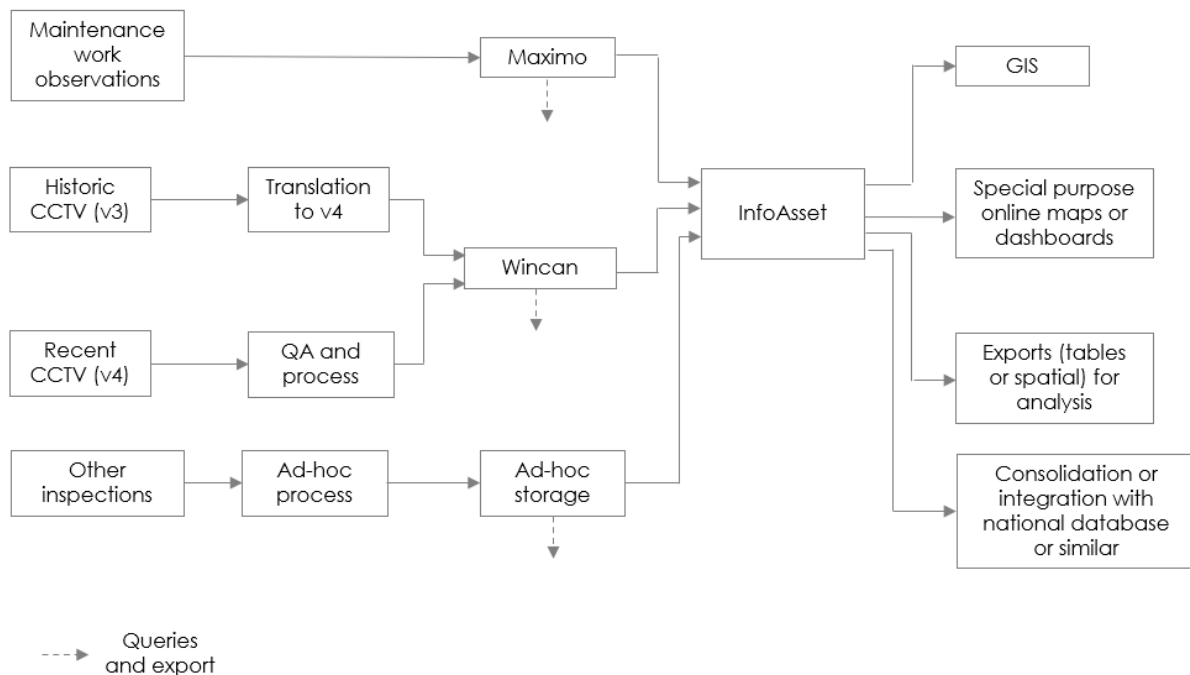 Maintenance
work
observations
Maximo
GIS
Historic
CCTV (v3)
Translation
to v4
InfoAsset
Special purpose
online maps or
dashboards
Wincan
Recent
CCTV (v4)
QA and
process
Exports (tables
or spatial) for
analysis
Other
inspections
Ad-hoc
process
Ad-hoc
storage
Consolidation or
integration with
national database
or similar
Queries
and export